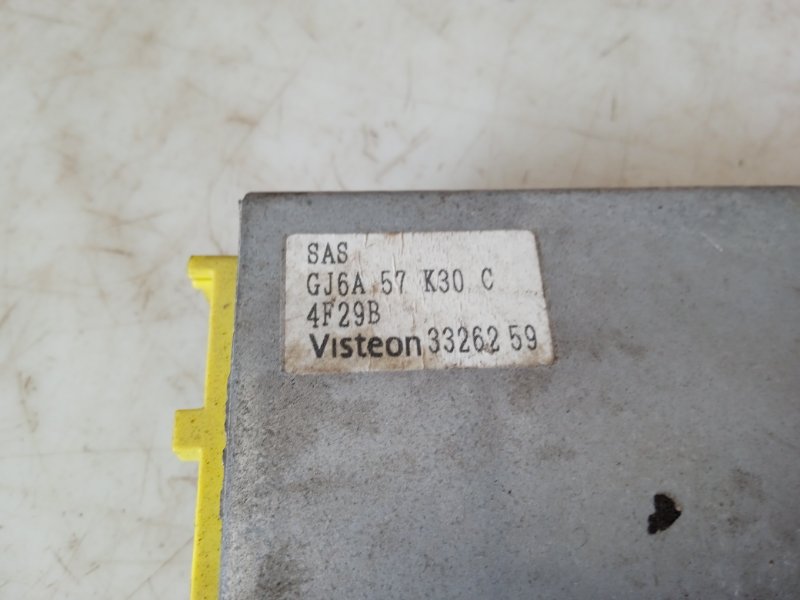 SAS
GJ6A 57 K30 C
4F29B
Visteon 33262 59